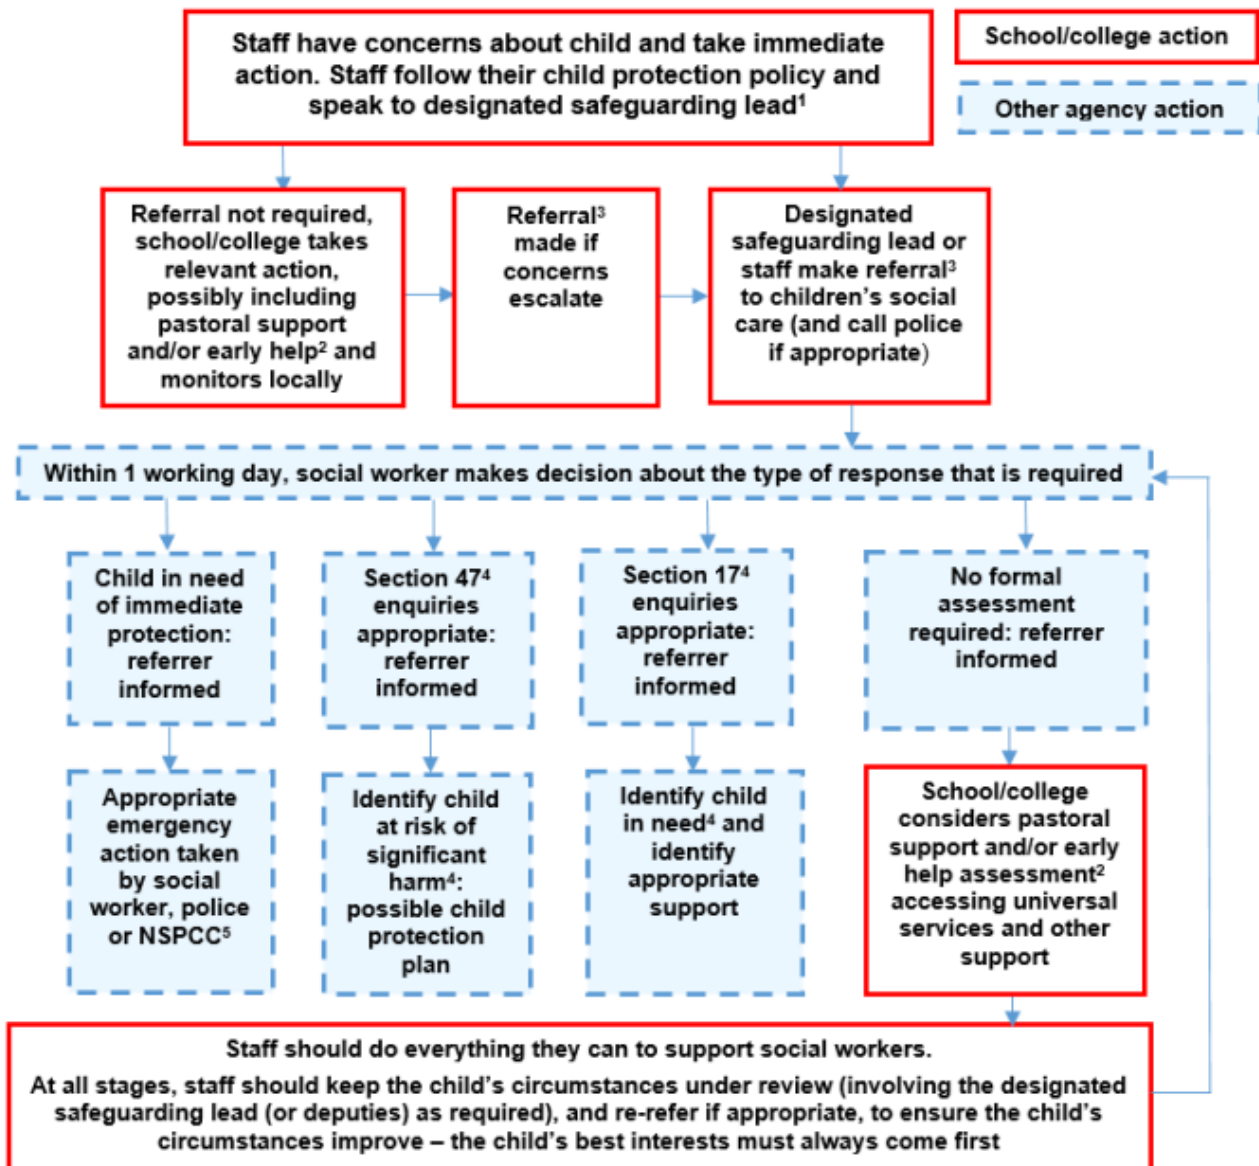 Staff have concerns about child and take immediate
action. Staff follow their child protection policy and
speak to designated safeguarding lead¹
School/college action
Other agency action
Referral not required,
school/college takes
relevant action,
possibly including
pastoral support
and/or early help² and
monitors locally
Referral³
made if
concerns
escalate
Designated
safeguarding lead or
staff make referral³
to children's social
care (and call police
if appropriate)
Within 1 working day, social worker makes decision about the type of response that is required
Child in need
of immediate
protection:
referrer
informed
Section 47⁴
enquiries
appropriate:
referrer
informed
Section 17⁴
enquiries
appropriate:
referrer
informed
No formal
assessment
required: referrer
informed
Appropriate
emergency
action taken
by social
worker, police
or NSPCC⁵
Identify child
at risk of
significant
harm⁴:
possible child
protection
plan
Identify child
in need⁴ and
identify
appropriate
support
School/college
considers pastoral
support and/or early
help assessment²
accessing universal
services and other
support
Staff should do everything they can to support social workers.
At all stages, staff should keep the child's circumstances under review (involving the designated
safeguarding lead (or deputies) as required), and re-refer if appropriate, to ensure the child's
circumstances improve – the child's best interests must always come first